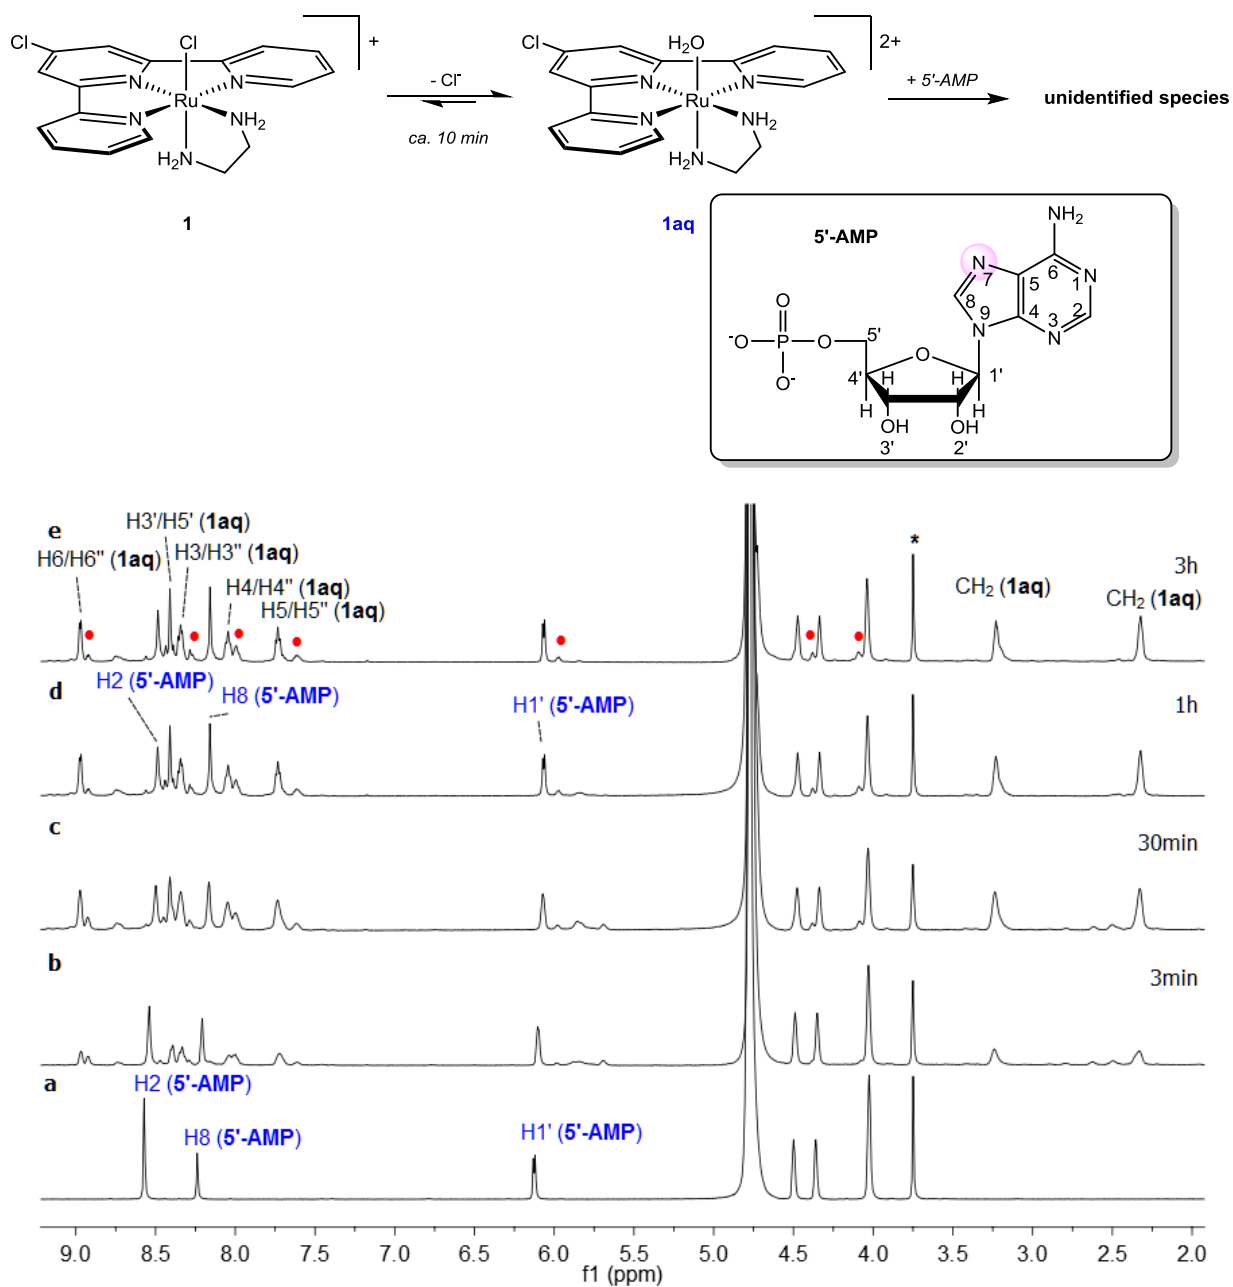 Cl
Cl
N
N
N
Ru
NH₂
H₂N
+
1
- Cl⁻
ca. 10 min
Cl
H₂O
N
N
N
Ru
NH₂
H₂N
2+
1aq
+ 5'-AMP
unidentified species
5'-AMP
NH₂
N
7
5
6
1
N
8
9
4
3
2
N
N
O
⁻O
P
O
O⁻
5'
O
4'
H
H
1'
H
H
OH
OH
3'
2'
e
H3'/H5' (1aq)
H6/H6" (1aq)
H3/H3" (1aq)
H4/H4" (1aq)
H5/H5" (1aq)
*
3h
CH₂ (1aq)
CH₂ (1aq)
d
H2 (5'-AMP)
H8 (5'-AMP)
H1' (5'-AMP)
1h
c
30min
b
3min
a
H2 (5'-AMP)
H8 (5'-AMP)
H1' (5'-AMP)
9.0 8.5 8.0 7.5 7.0 6.5 6.0 5.5 5.0 4.5 4.0 3.5 3.0 2.5 2.0
f1 (ppm)